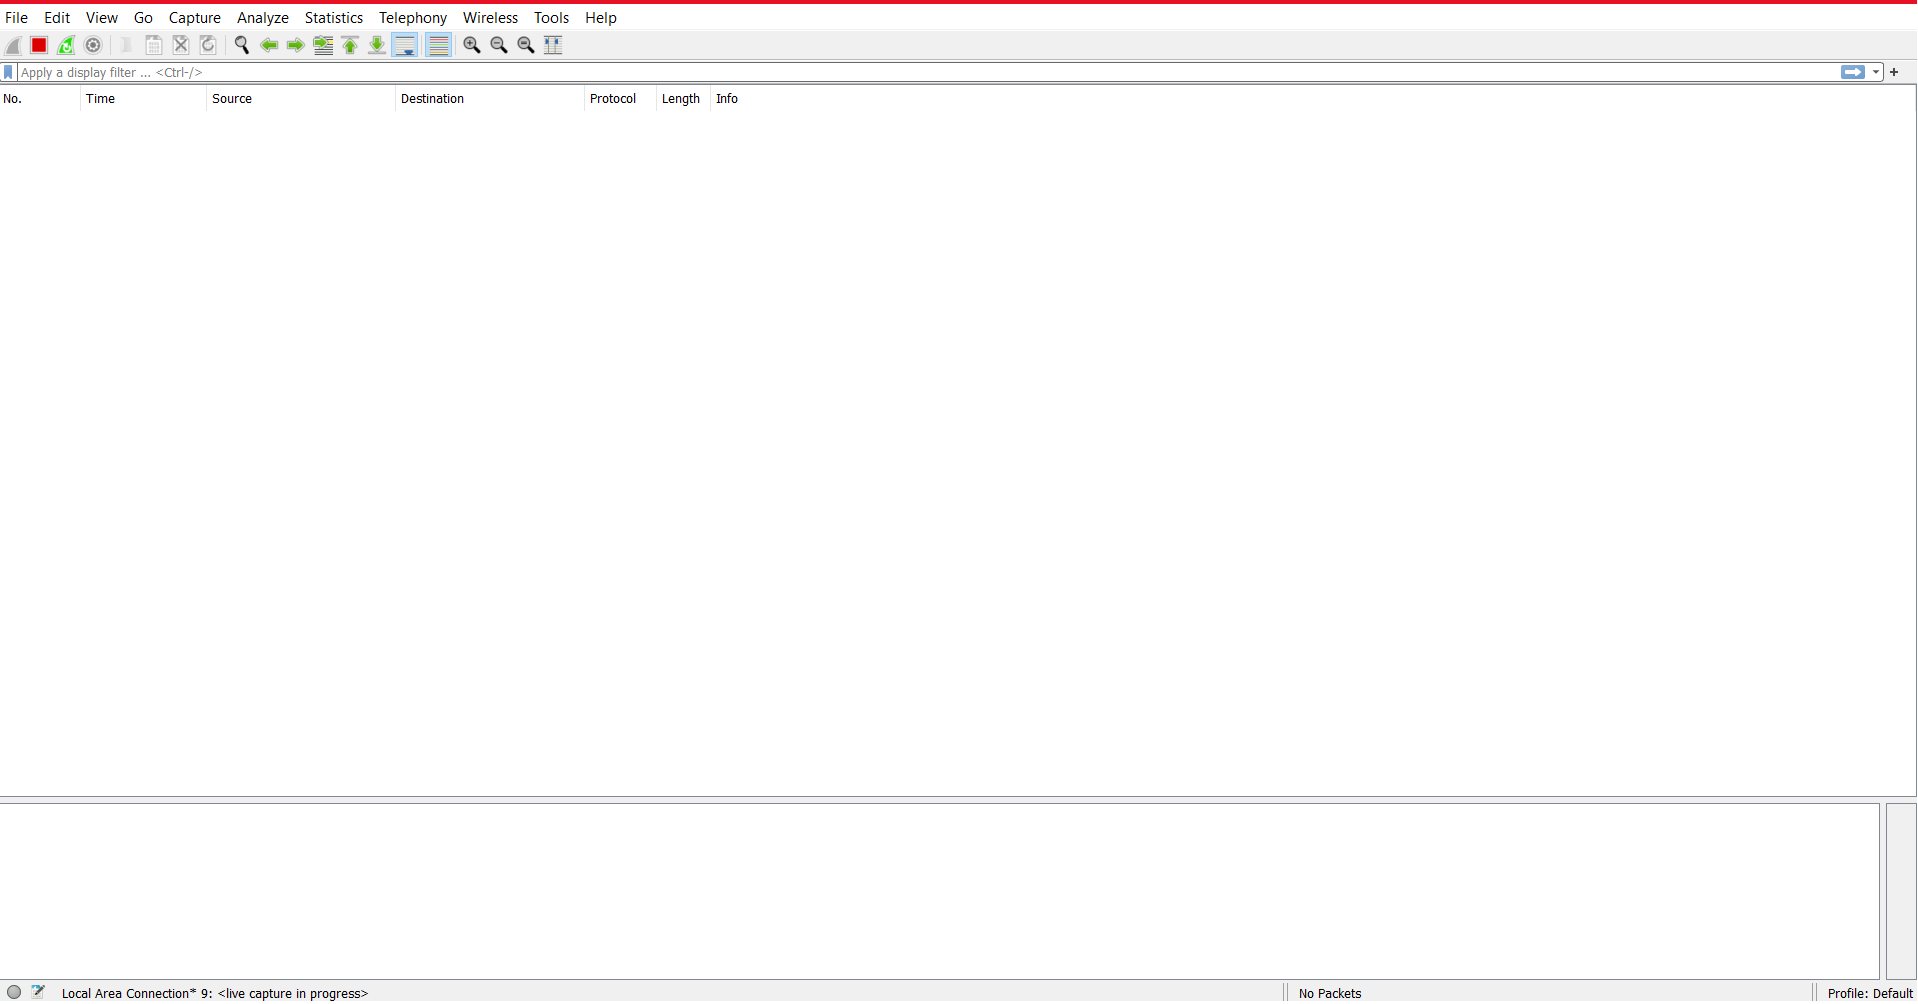 File Edit View Go Capture Analyze Statistics Telephony Wireless Tools Help
Apply a display filter ... <Ctrl-/>
No. Time Source Destination Protocol Length Info
Local Area Connection* 9: <live capture in progress> No Packets Profile: Default